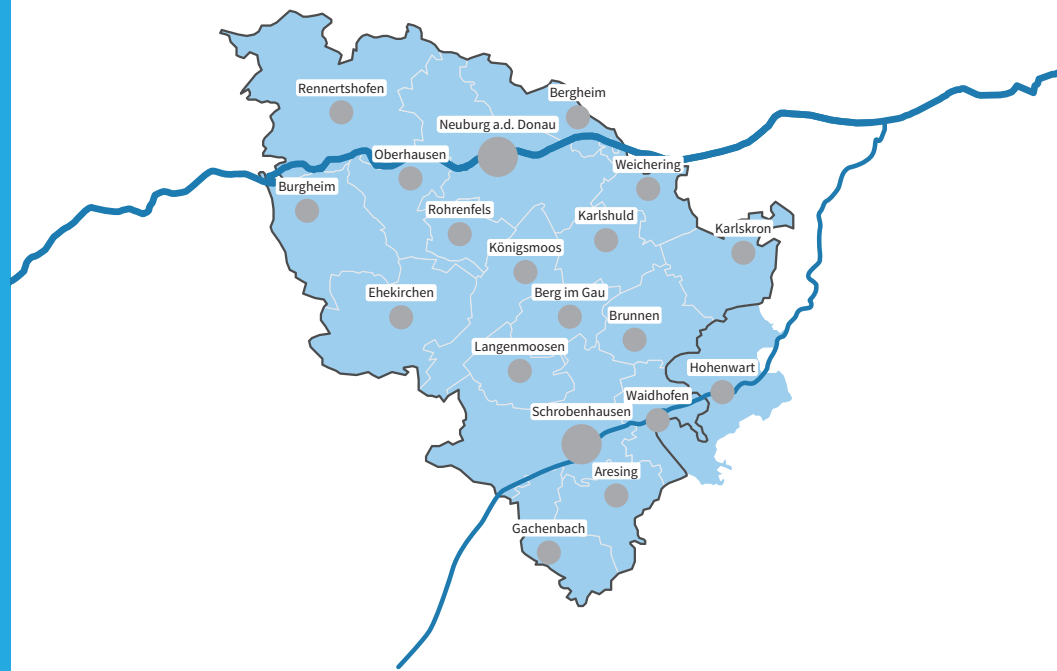 Rennertshofen
Bergheim
Neuburg a.d. Donau
Oberhausen
Weichering
Burgheim
Rohrenfels
Karlshuld
Karlskron
Königsmoos
Ehekirchen
Berg im Gau
Brunnen
Langenmoosen
Hohenwart
Waidhofen
Schrobenhausen
Aresing
Gachenbach